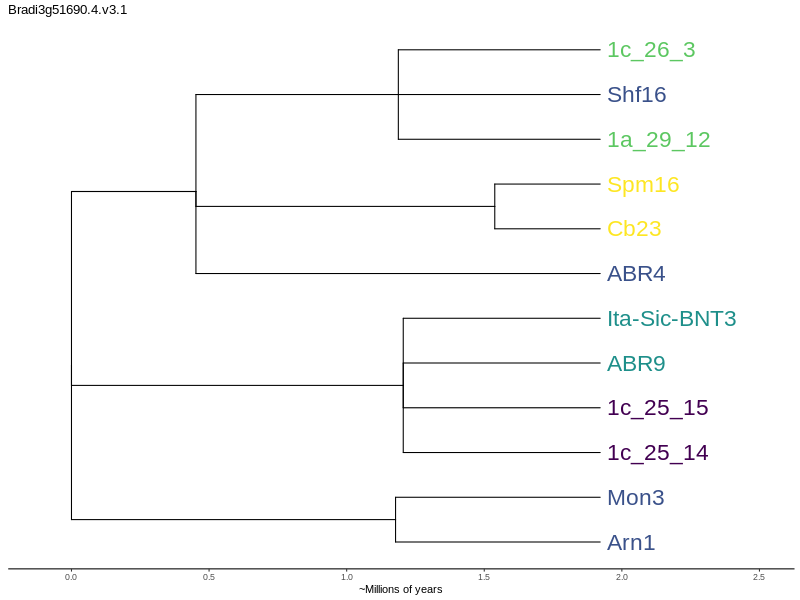 Bradi3g51690.4.v3.1
1c_26_3
Shf16
1a_29_12
Spm16
Cb23
ABR4
Ita-Sic-BNT3
ABR9
1c_25_15
1c_25_14
Mon3
Arn1
0.0 0.5 1.0 1.5 2.0 2.5
~Millions of years